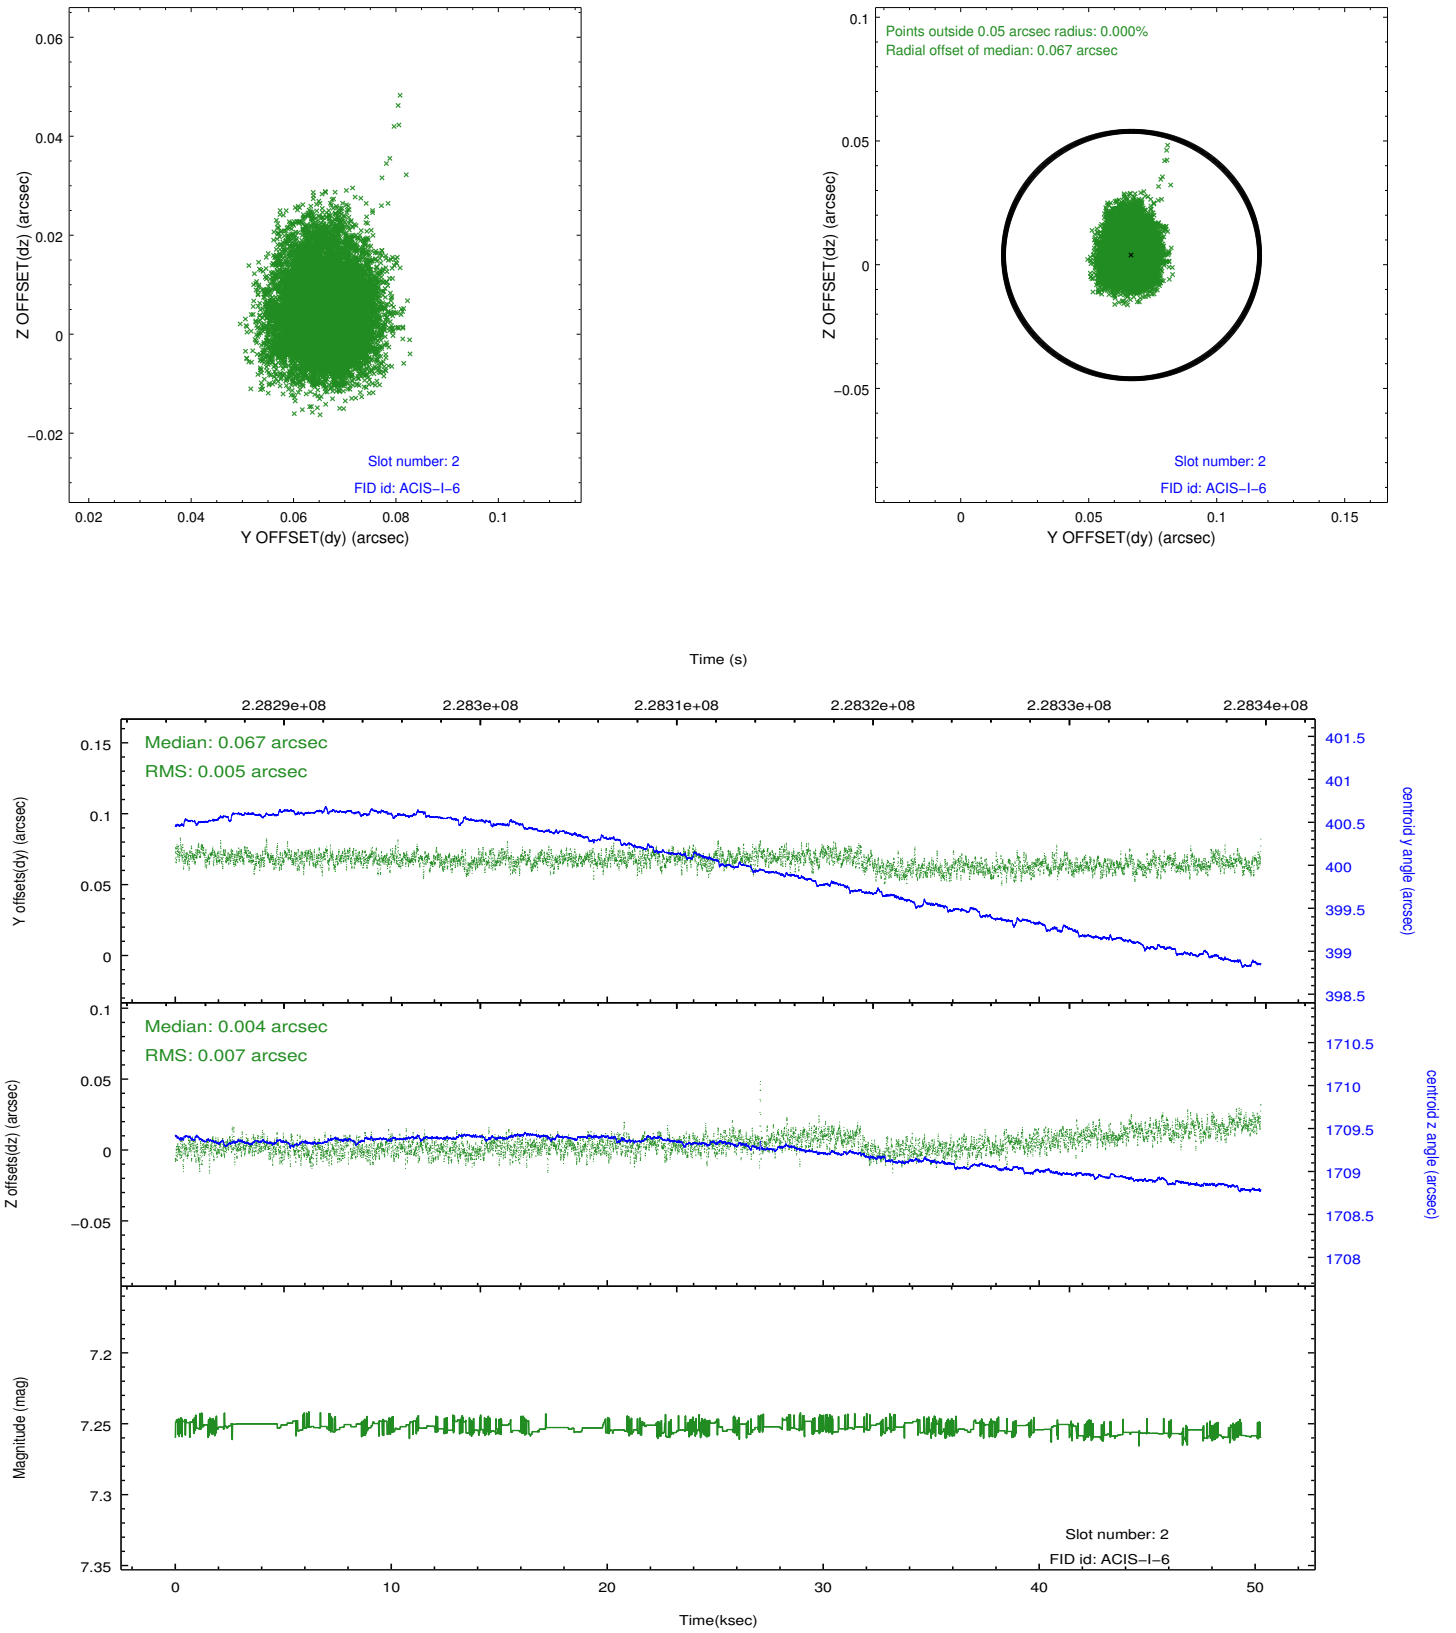 0.06
0.04
0.02
0
−0.02
Z OFFSET(dz) (arcsec)
Slot number: 2
FID id: ACIS−I−6
0.02
0.04
0.06
0.08
0.1
Y OFFSET(dy) (arcsec)
0.1
0.05
0
−0.05
Z OFFSET(dz) (arcsec)
Points outside 0.05 arcsec radius: 0.000%
Radial offset of median: 0.067 arcsec
Slot number: 2
FID id: ACIS−I−6
0
0.05
0.1
0.15
Y OFFSET(dy) (arcsec)
Time (s)
2.2829e+08
2.283e+08
2.2831e+08
2.2832e+08
2.2833e+08
2.2834e+08
Median: 0.067 arcsec
RMS: 0.005 arcsec
0.15
0.1
0.05
0
Y offsets(dy) (arcsec)
401.5
401
400.5
400
399.5
399
398.5
centroid y angle (arcsec)
Median: 0.004 arcsec
RMS: 0.007 arcsec
0.1
0.05
0
−0.05
Z offsets(dz) (arcsec)
1710.5
1710
1709.5
1709
1708.5
1708
centroid z angle (arcsec)
7.2
7.25
7.3
7.35
Magnitude (mag)
Slot number: 2
FID id: ACIS−I−6
0
10
20
30
40
50
Time(ksec)